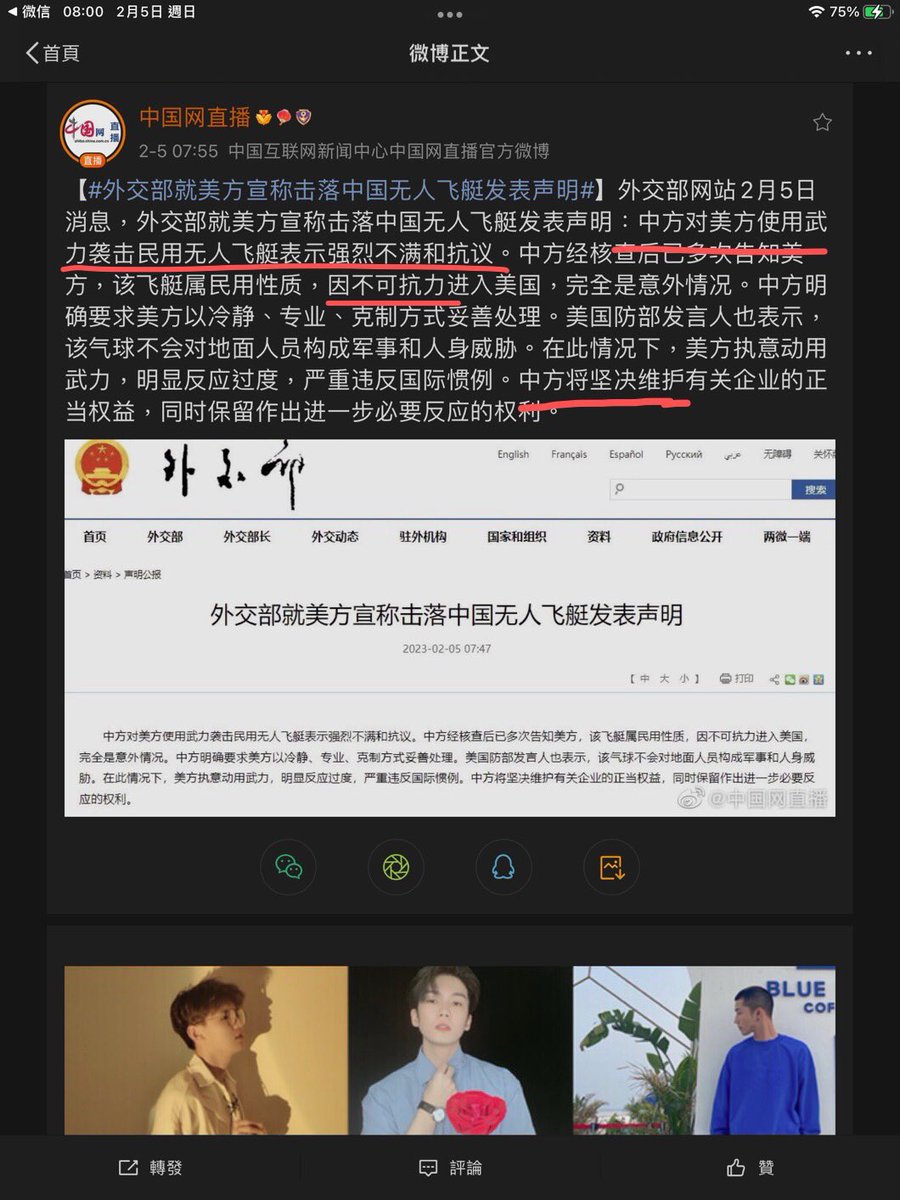 微信 08:00 2月5日 週日
75%
首頁
微博正文
中国网
直播
直播
中国网直播
2-5 07:55 中国互联网新闻中心中国网直播官方微博
【#外交部就美方宣称击落中国无人飞艇发表声明#】外交部网站2月5日
消息，外交部就美方宣称击落中国无人飞艇发表声明：中方对美方使用武
力袭击民用无人飞艇表示强烈不满和抗议。中方经核查后已多次告知美
方，该飞艇属民用性质，因不可抗力进入美国，完全是意外情况。中方明
确要求美方以冷静、专业、克制方式妥善处理。美国防部发言人也表示，
该气球不会对地面人员构成军事和人身威胁。在此情况下，美方执意动用
武力，明显反应过度，严重违反国际惯例。中方将坚决维护有关企业的正
当权益，同时保留作出进一步必要反应的权利。
外交部
English Français Español Русский عربي 无障碍 关怀
搜索
首页 外交部 外交部长 外交动态 驻外机构 国家和组织 资料 政府信息公开 两微一端
首页 > 资料 > 声明公报
外交部就美方宣称击落中国无人飞艇发表声明
2023-02-05 07:47
【 中 大 小 】 打印
中方对美方使用武力袭击民用无人飞艇表示强烈不满和抗议。中方经核查后已多次告知美方，该飞艇属民用性质，因不可抗力进入美国，
完全是意外情况。中方明确要求美方以冷静、专业、克制方式妥善处理。美国防部发言人也表示，该气球不会对地面人员构成军事和人身威
胁。在此情况下，美方执意动用武力，明显反应过度，严重违反国际惯例。中方将坚决维护有关企业的正当权益，同时保留作出进一步必要反
应的权利。
@中国网直播
BLUE
COF
轉發 評論 贊